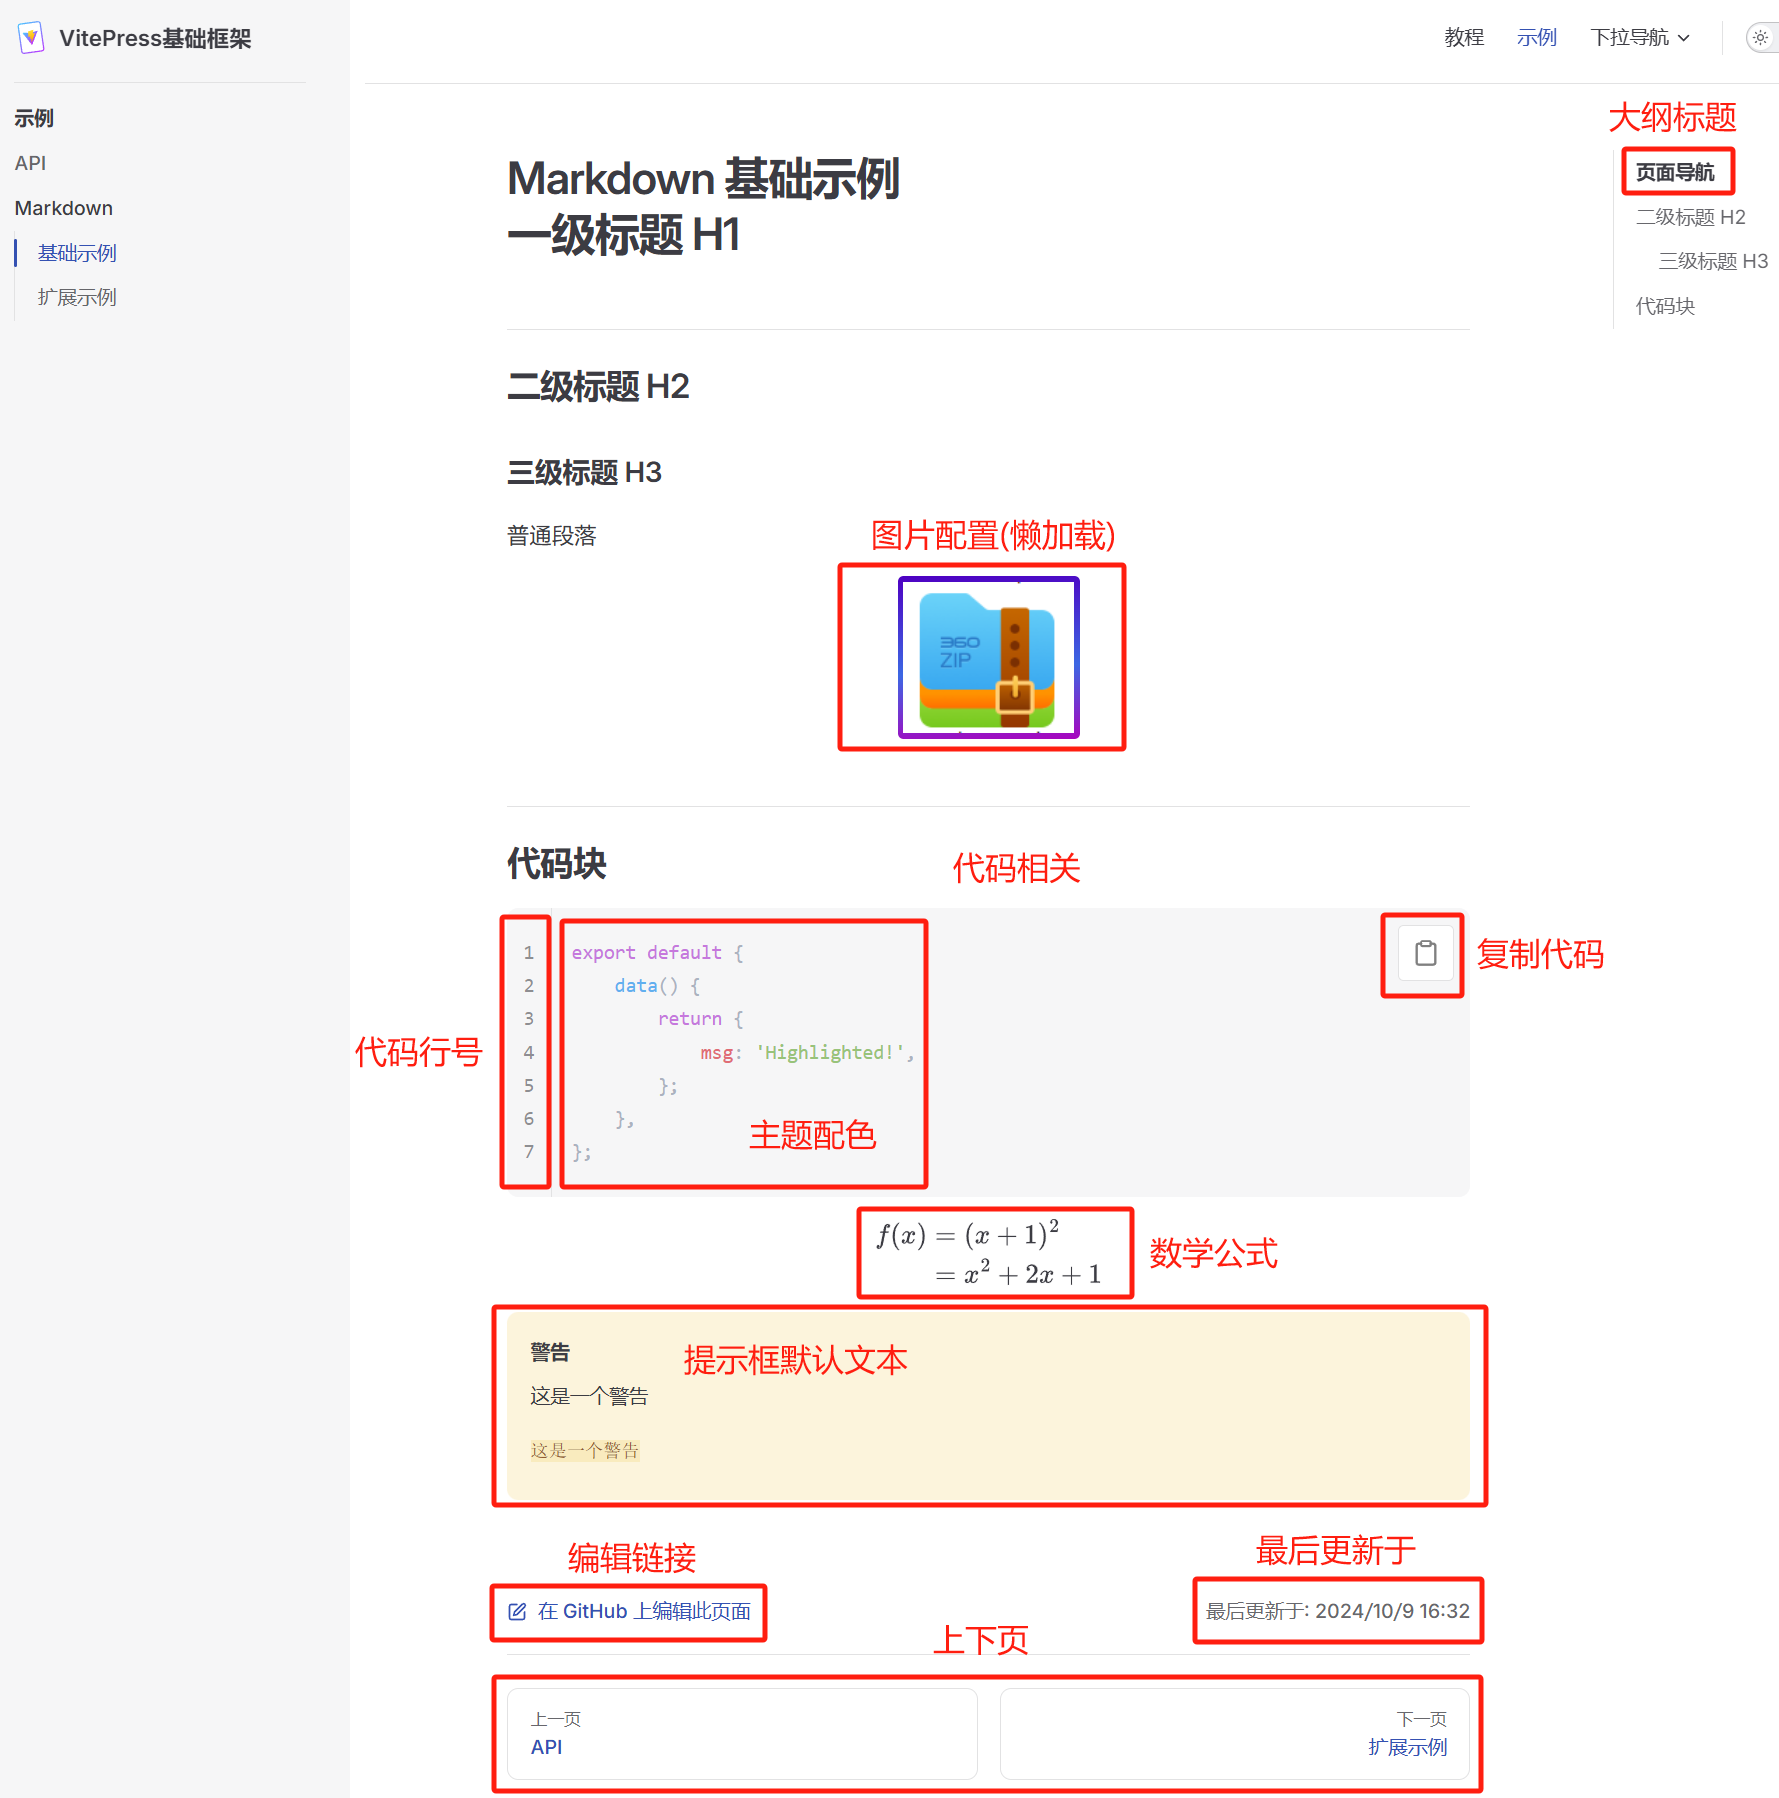 VitePress基础框架
教程
示例
下拉导航
示例
API
Markdown
基础示例
扩展示例
大纲标题
页面导航
二级标题 H2
三级标题 H3
代码块
Markdown 基础示例
一级标题 H1
二级标题 H2
三级标题 H3
普通段落
图片配置(懒加载)
360
ZIP
代码块
代码相关
代码行号
1 export default {
2     data() {
3         return {
4             msg: 'Highlighted!',
5         };
6     },
7 };
主题配色
复制代码
f(x) = (x + 1)²
= x² + 2x + 1
数学公式
警告
提示框默认文本
这是一个警告
这是一个警告
编辑链接
最后更新于
在 GitHub 上编辑此页面
最后更新于: 2024/10/9 16:32
上下页
上一页
API
下一页
扩展示例